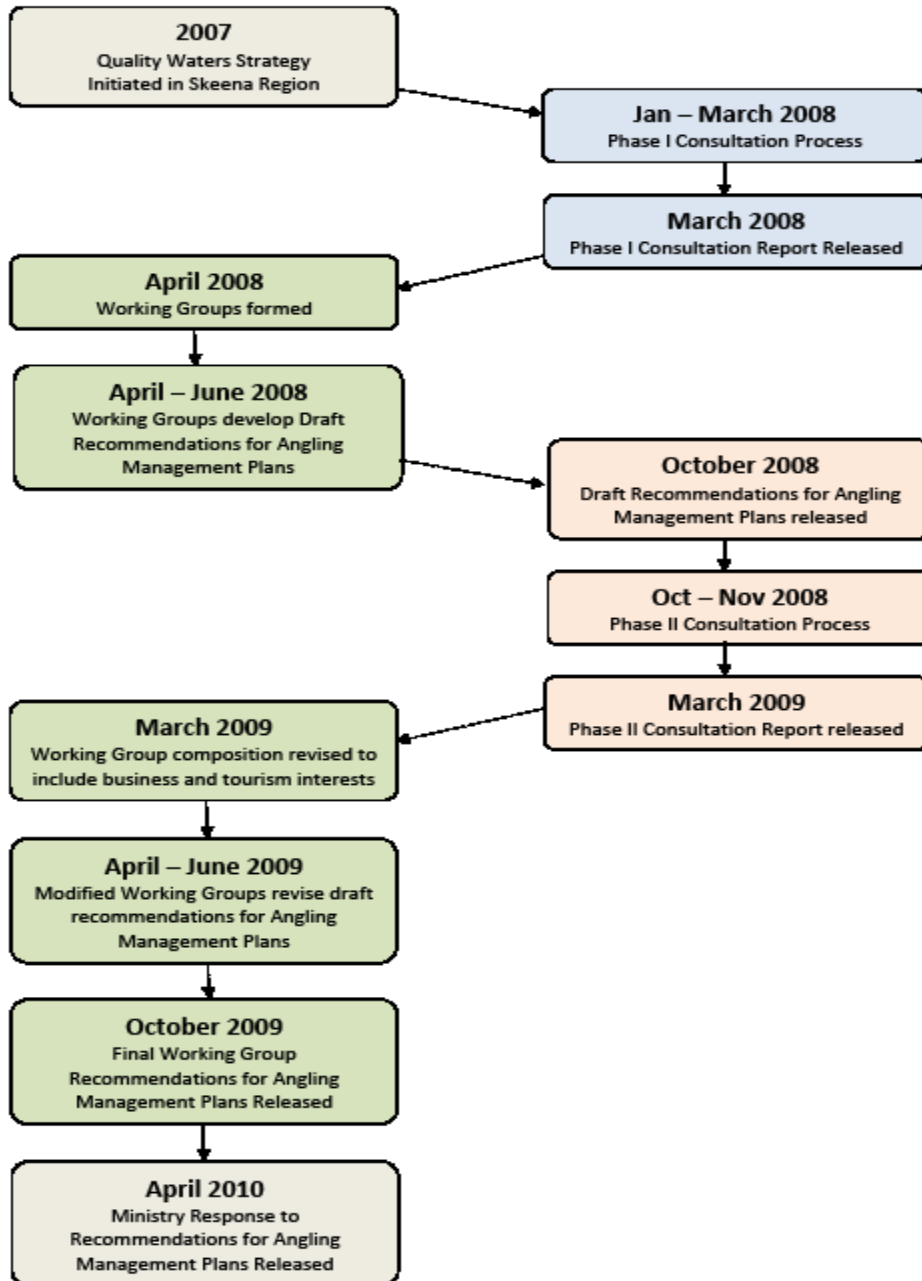 2007
Quality Waters Strategy
Initiated in Skeena Region
Jan – March 2008
Phase I Consultation Process
March 2008
Phase I Consultation Report Released
April 2008
Working Groups formed
April – June 2008
Working Groups develop Draft
Recommendations for Angling
Management Plans
October 2008
Draft Recommendations for Angling
Management Plans released
Oct – Nov 2008
Phase II Consultation Process
March 2009
Phase II Consultation Report released
March 2009
Working Group composition revised to
include business and tourism interests
April – June 2009
Modified Working Groups revise draft
recommendations for Angling
Management Plans
October 2009
Final Working Group
Recommendations for Angling
Management Plans Released
April 2010
Ministry Response to
Recommendations for Angling
Management Plans Released